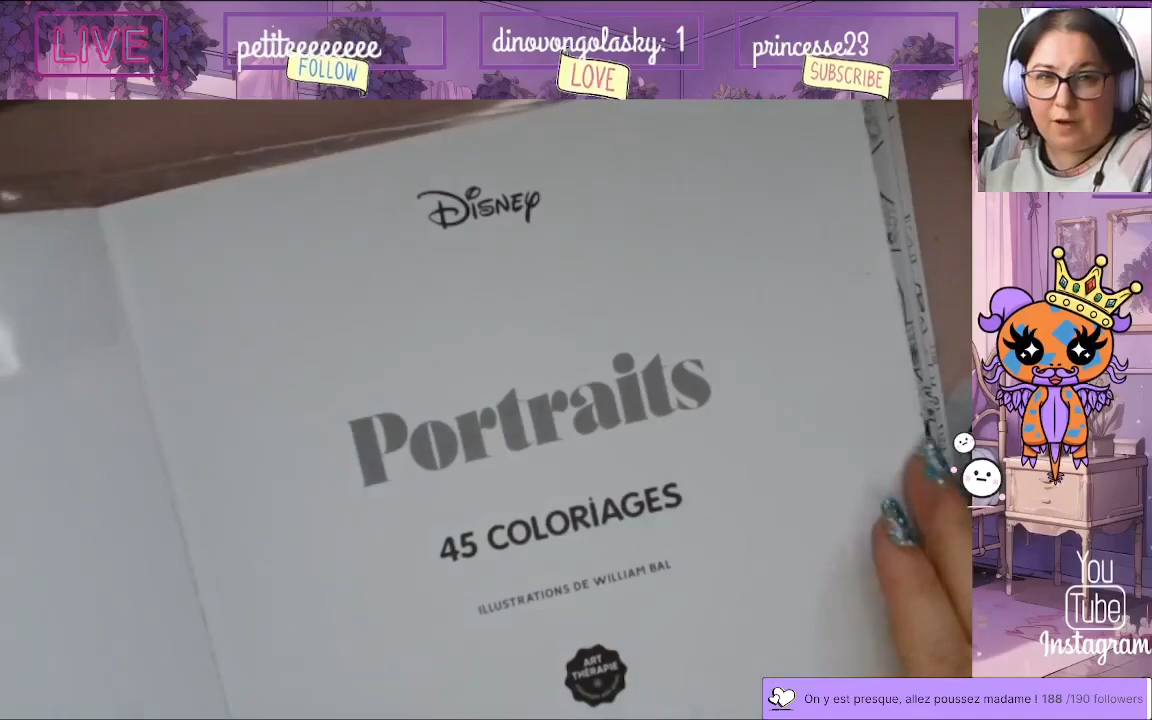 LIVE
petiteeeeeeee
FOLLOW
dinovongolasky: 1
LOVE
princesse23
SUBSCRIBE
Disney
Portraits
45 COLORiAGES
ILLUSTRATIONS DE WILLIAM BAL
ART
THÉRAPIE
You
Tube
Instagram
On y est presque, allez poussez madame ! 188 /190 followers